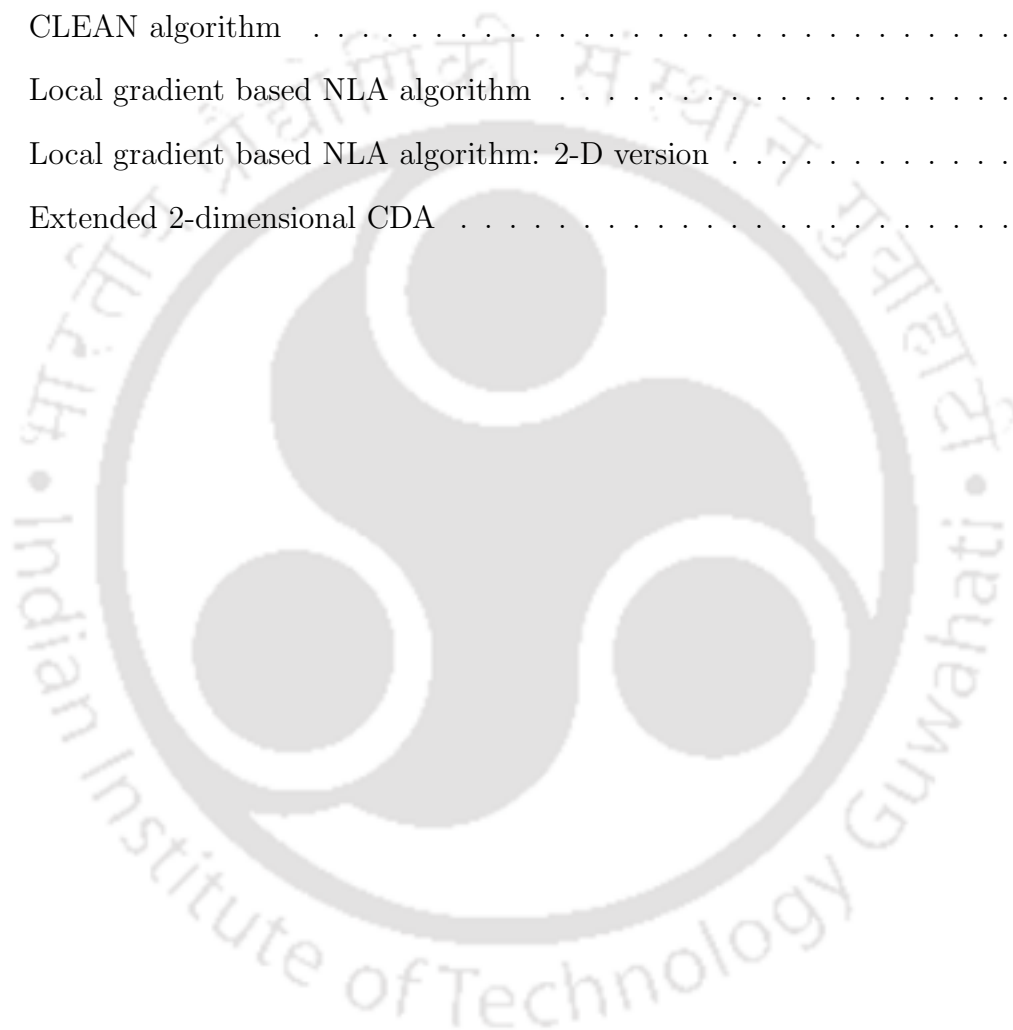 CLEAN algorithm . . . . . . . . . . . . . . . . . . . . . . . . . . . . .
Local gradient based NLA algorithm . . . . . . . . . . . . . . . . . . .
Local gradient based NLA algorithm: 2-D version . . . . . . . . . . . .
Extended 2-dimensional CDA . . . . . . . . . . . . . . . . . . . . . . .
भारतीय प्रौद्योगिकी संस्थान गुवाहाटी
• Indian Institute of Technology Guwahati •